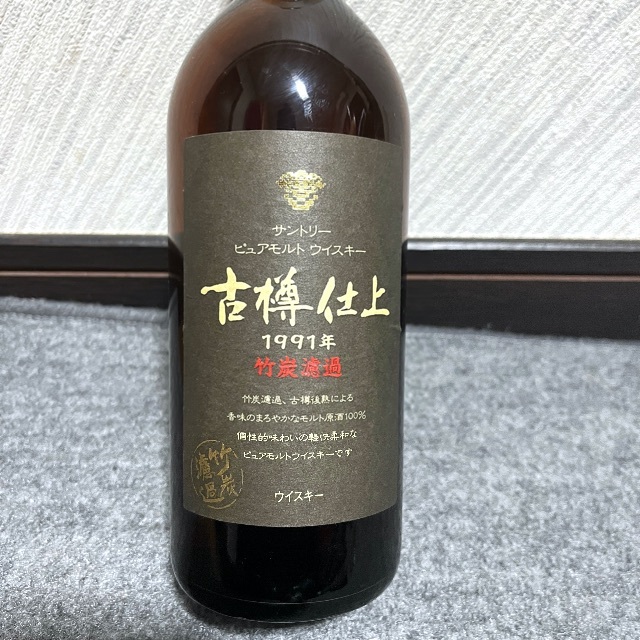 サントリー
ピュアモルト ウイスキー
古樽仕上
1991年
竹炭濾過
竹炭濾過、古樽後熟による
香味のまろやかなモルト原酒100%
個性的味わいの軽快柔和な
ピュアモルトウイスキーです
竹炭
濾過
ウイスキー